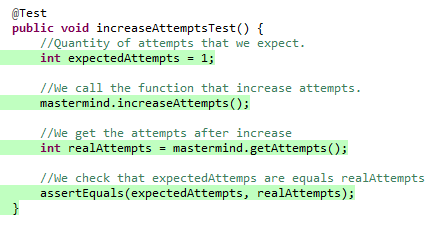 @Test
public void increaseAttemptsTest() {
    //Quantity of attempts that we expect.
    int expectedAttempts = 1;

    //We call the function that increase attempts.
    mastermind.increaseAttempts();

    //We get the attempts after increase
    int realAttempts = mastermind.getAttempts();

    //We check that expectedAttemps are equals realAttempts
    assertEquals(expectedAttempts, realAttempts);
}